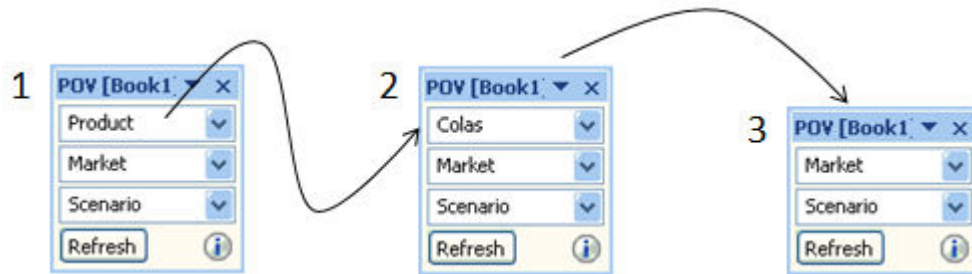 1
POV [Book1]
Product
Market
Scenario
Refresh
2
POV [Book1]
Colas
Market
Scenario
Refresh
3
POV [Book1]
Market
Scenario
Refresh